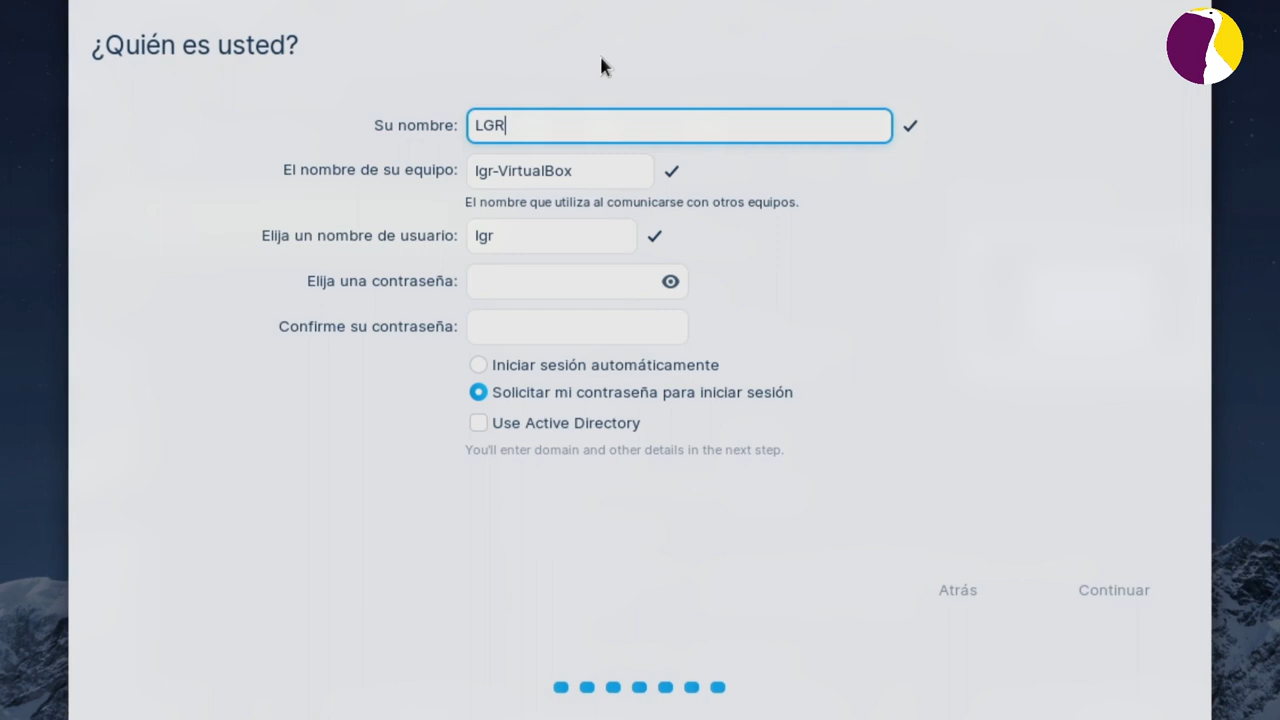 ¿Quién es usted?
Su nombre: LGR
El nombre de su equipo: lgr-VirtualBox
El nombre que utiliza al comunicarse con otros equipos.
Elija un nombre de usuario: lgr
Elija una contraseña:
Confirme su contraseña:
Iniciar sesión automáticamente
Solicitar mi contraseña para iniciar sesión
Use Active Directory
You'll enter domain and other details in the next step.
Atrás Continuar